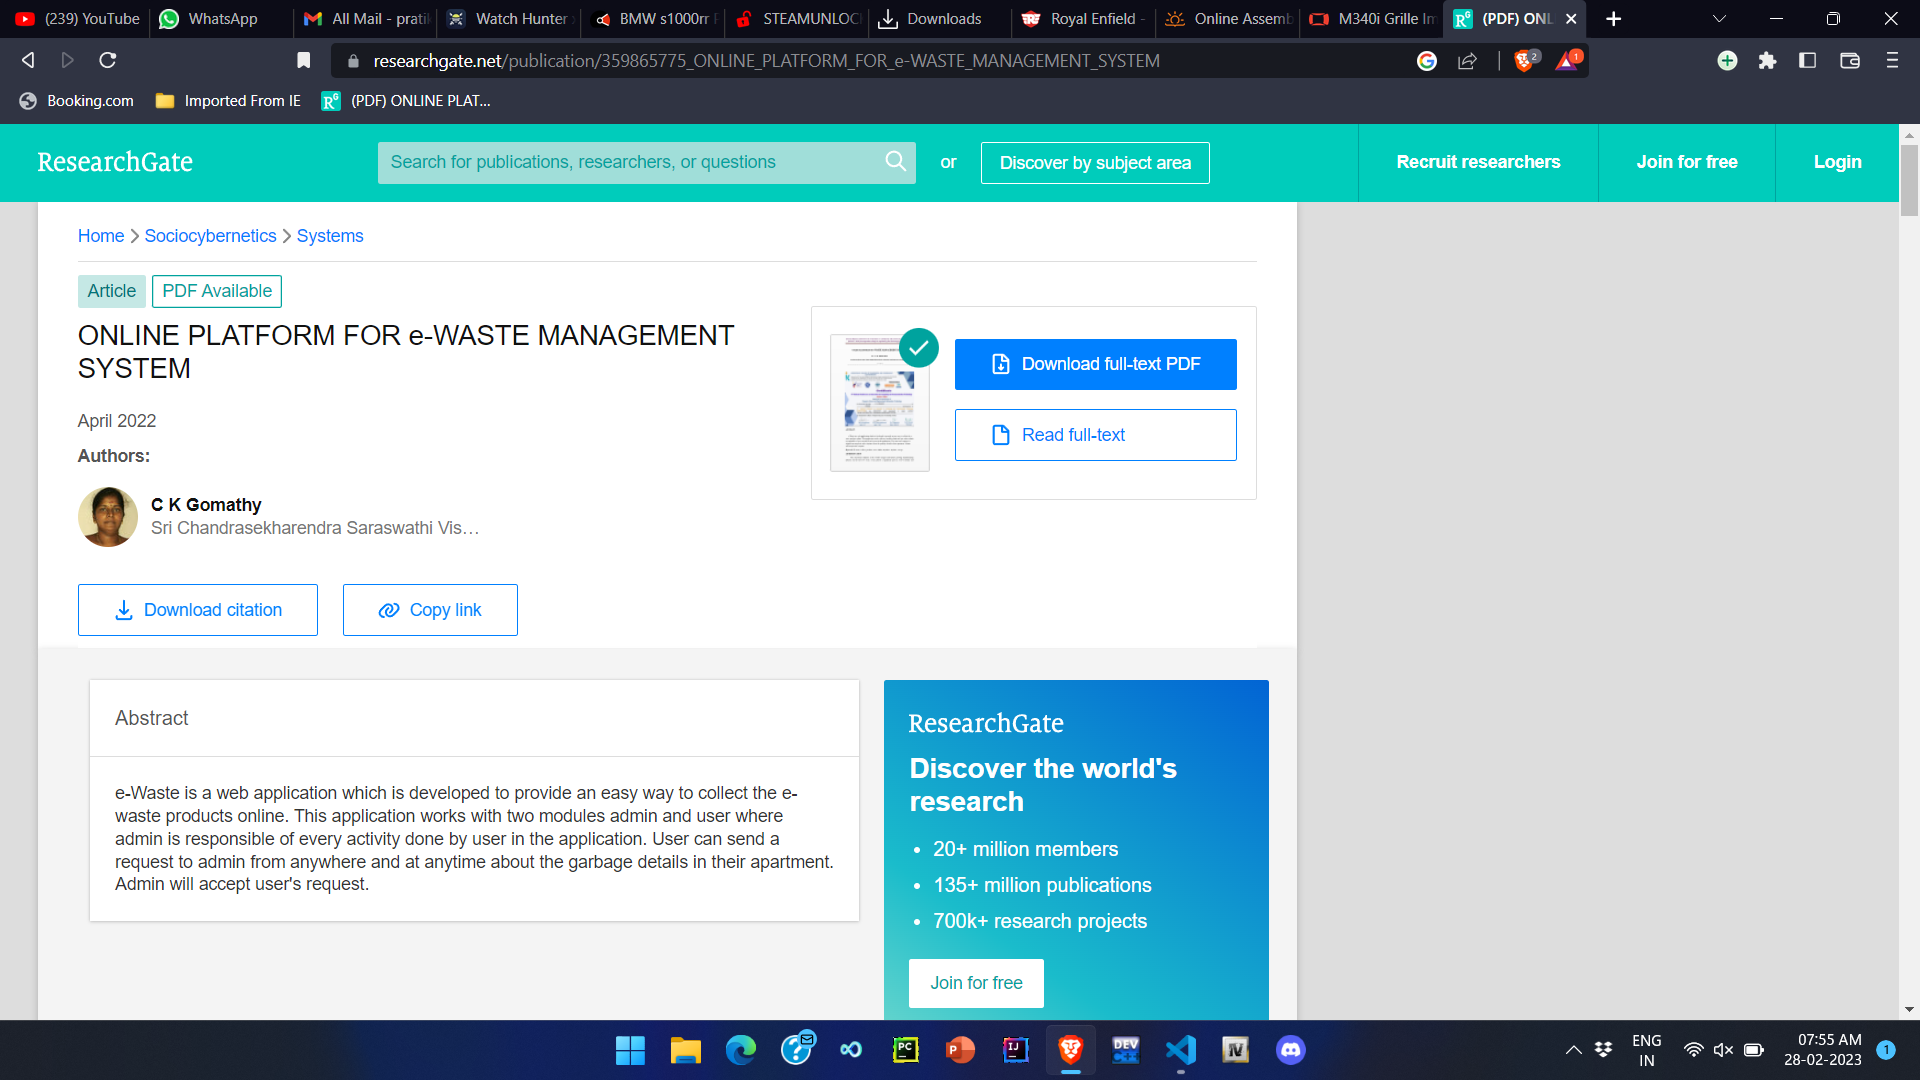 (239) YouTube
WhatsApp
All Mail - prati
Watch Hunter
BMW s1000rr
STEAMUNLOC
Downloads
Royal Enfield -
Online Assemb
M340i Grille Im
(PDF) ONL
researchgate.net/publication/359865775_ONLINE_PLATFORM_FOR_e-WASTE_MANAGEMENT_SYSTEM
2
1
Booking.com
Imported From IE
(PDF) ONLINE PLAT...
ResearchGate
Search for publications, researchers, or questions
or
Discover by subject area
Recruit researchers
Join for free
Login
Home
Sociocybernetics
Systems
Article
PDF Available
ONLINE PLATFORM FOR e-WASTE MANAGEMENT
SYSTEM
April 2022
Authors:
C K Gomathy
Sri Chandrasekharendra Saraswathi Vis…
Download full-text PDF
Read full-text
Download citation
Copy link
Abstract
e-Waste is a web application which is developed to provide an easy way to collect the e-
waste products online. This application works with two modules admin and user where
admin is responsible of every activity done by user in the application. User can send a
request to admin from anywhere and at anytime about the garbage details in their apartment.
Admin will accept user's request.
ResearchGate
Discover the world's
research
• 20+ million members
• 135+ million publications
• 700k+ research projects
Join for free
PC
P
IJ
DEV
ENG
IN
07:55 AM
28-02-2023
1